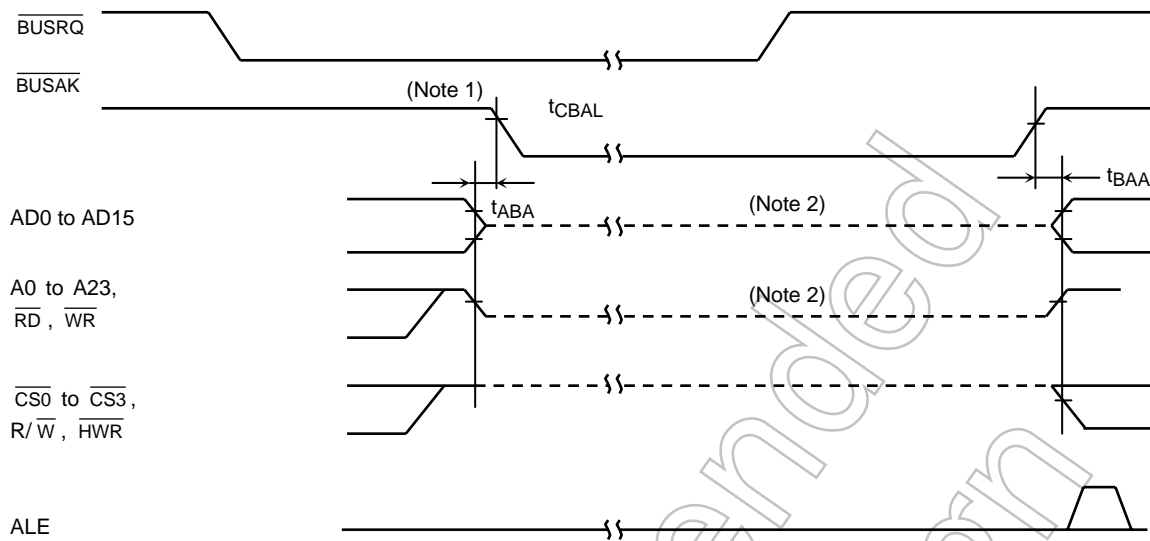 BUSRQ
BUSAK
(Note 1)
tCBAL
tBAA
AD0 to AD15
tABA
(Note 2)
A0 to A23,
RD , WR
(Note 2)
CS0 to CS3 ,
R/ W , HWR
ALE
ended